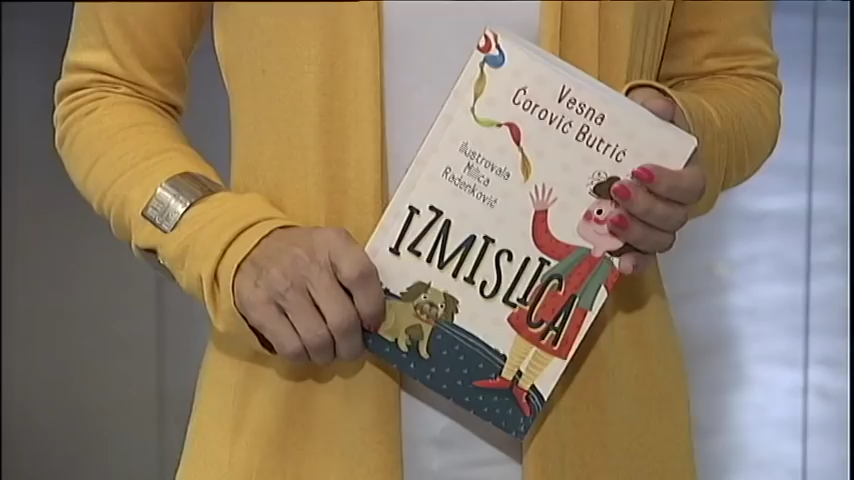 Vesna
Ćorović Butrić
Ilustrovala
Milica
Radenković
IZMISLICA